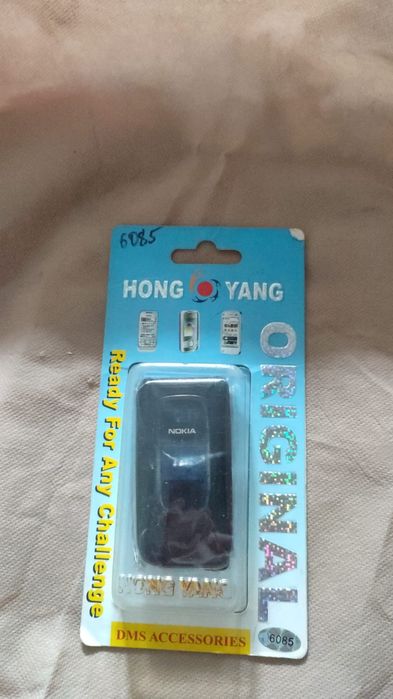 6085
HONG YANG
ORIGINAL
Ready For Any Challenge
NOKIA
HONG YANG
DMS ACCESSORIES
6085